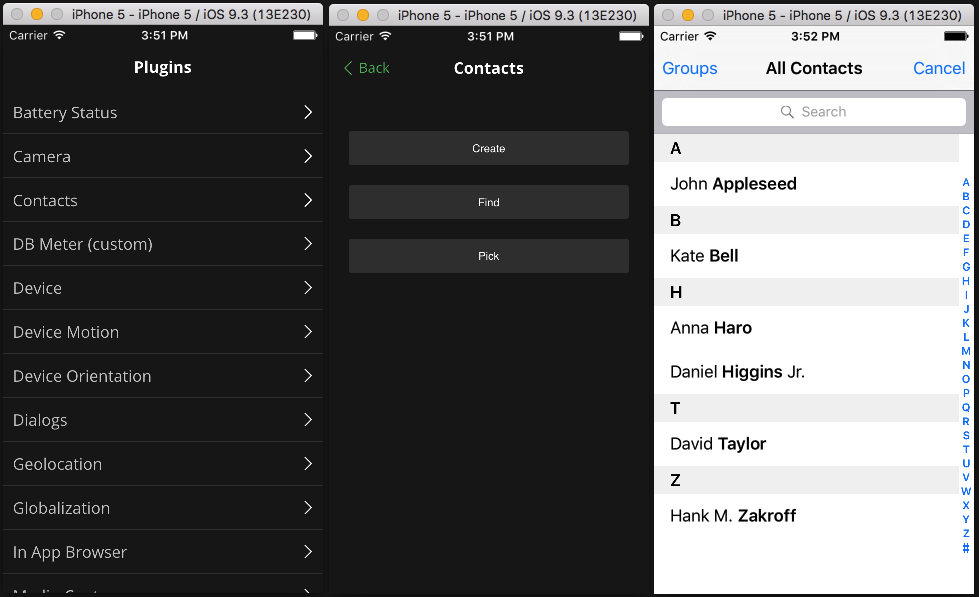 iPhone 5 - iPhone 5 / iOS 9.3 (13E230)
Carrier 3:51 PM
Plugins
Battery Status
Camera
Contacts
DB Meter (custom)
Device
Device Motion
Device Orientation
Dialogs
Geolocation
Globalization
In App Browser
iPhone 5 - iPhone 5 / iOS 9.3 (13E230)
Carrier 3:51 PM
Back Contacts
Create
Find
Pick
iPhone 5 - iPhone 5 / iOS 9.3 (13E230)
Carrier 3:52 PM
Groups All Contacts Cancel
Search
A
John Appleseed
B
Kate Bell
H
Anna Haro
Daniel Higgins Jr.
T
David Taylor
Z
Hank M. Zakroff
A
B
C
D
E
F
G
H
I
J
K
L
M
N
O
P
Q
R
S
T
U
V
W
X
Y
Z
#